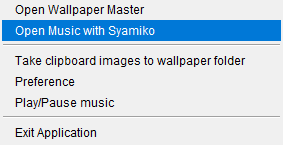 Open Wallpaper Master
Open Music with Syamiko
Take clipboard images to wallpaper folder
Preference
Play/Pause music
Exit Application